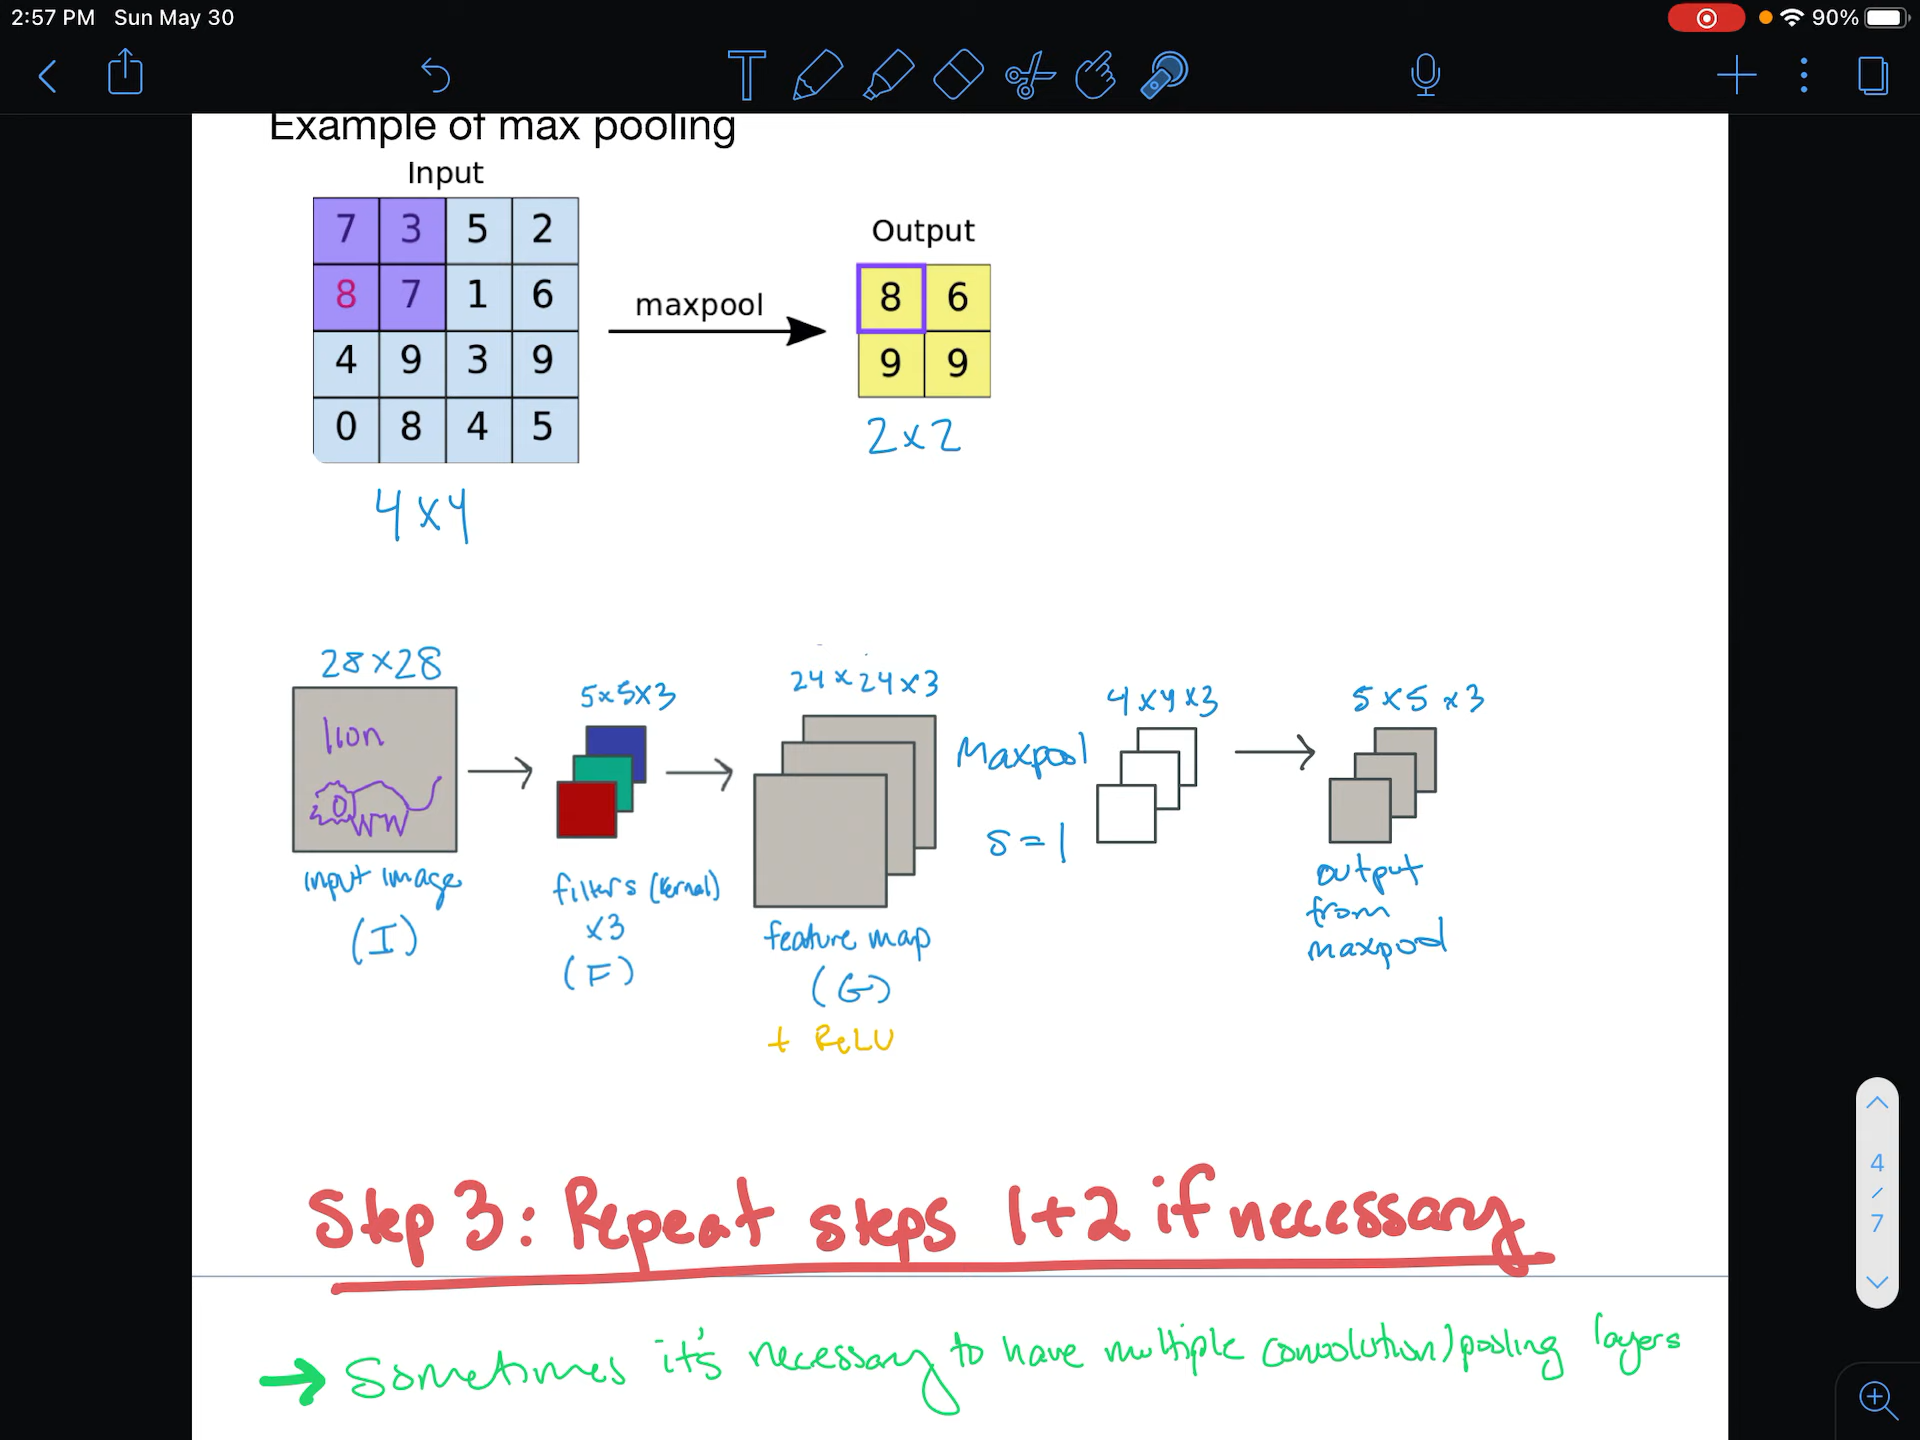 2:57 PM Sun May 30
90%
Example of max pooling
Input
7 3 5 2
8 7 1 6
4 9 3 9
0 8 4 5
4x4
maxpool
Output
8 6
9 9
2x2
28x28
lion
input image
(I)
5x5x3
filters (kernel)
x3
(F)
24x24x3
feature map
(G)
+ ReLU
Maxpool
s=1
4x4x3
5x5x3
output
from
maxpool
Step 3: Repeat steps 1+2 if necessary
→ Sometimes it's necessary to have multiple convolution/pooling layers
4
/
7